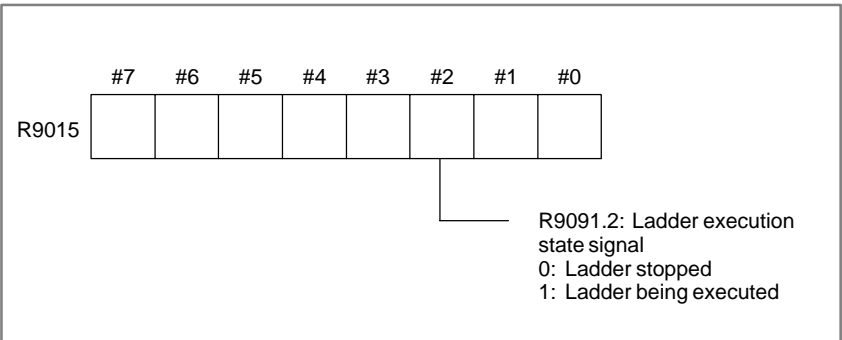 #7 #6 #5 #4 #3 #2 #1 #0
R9015
R9091.2: Ladder execution
state signal
0: Ladder stopped
1: Ladder being executed